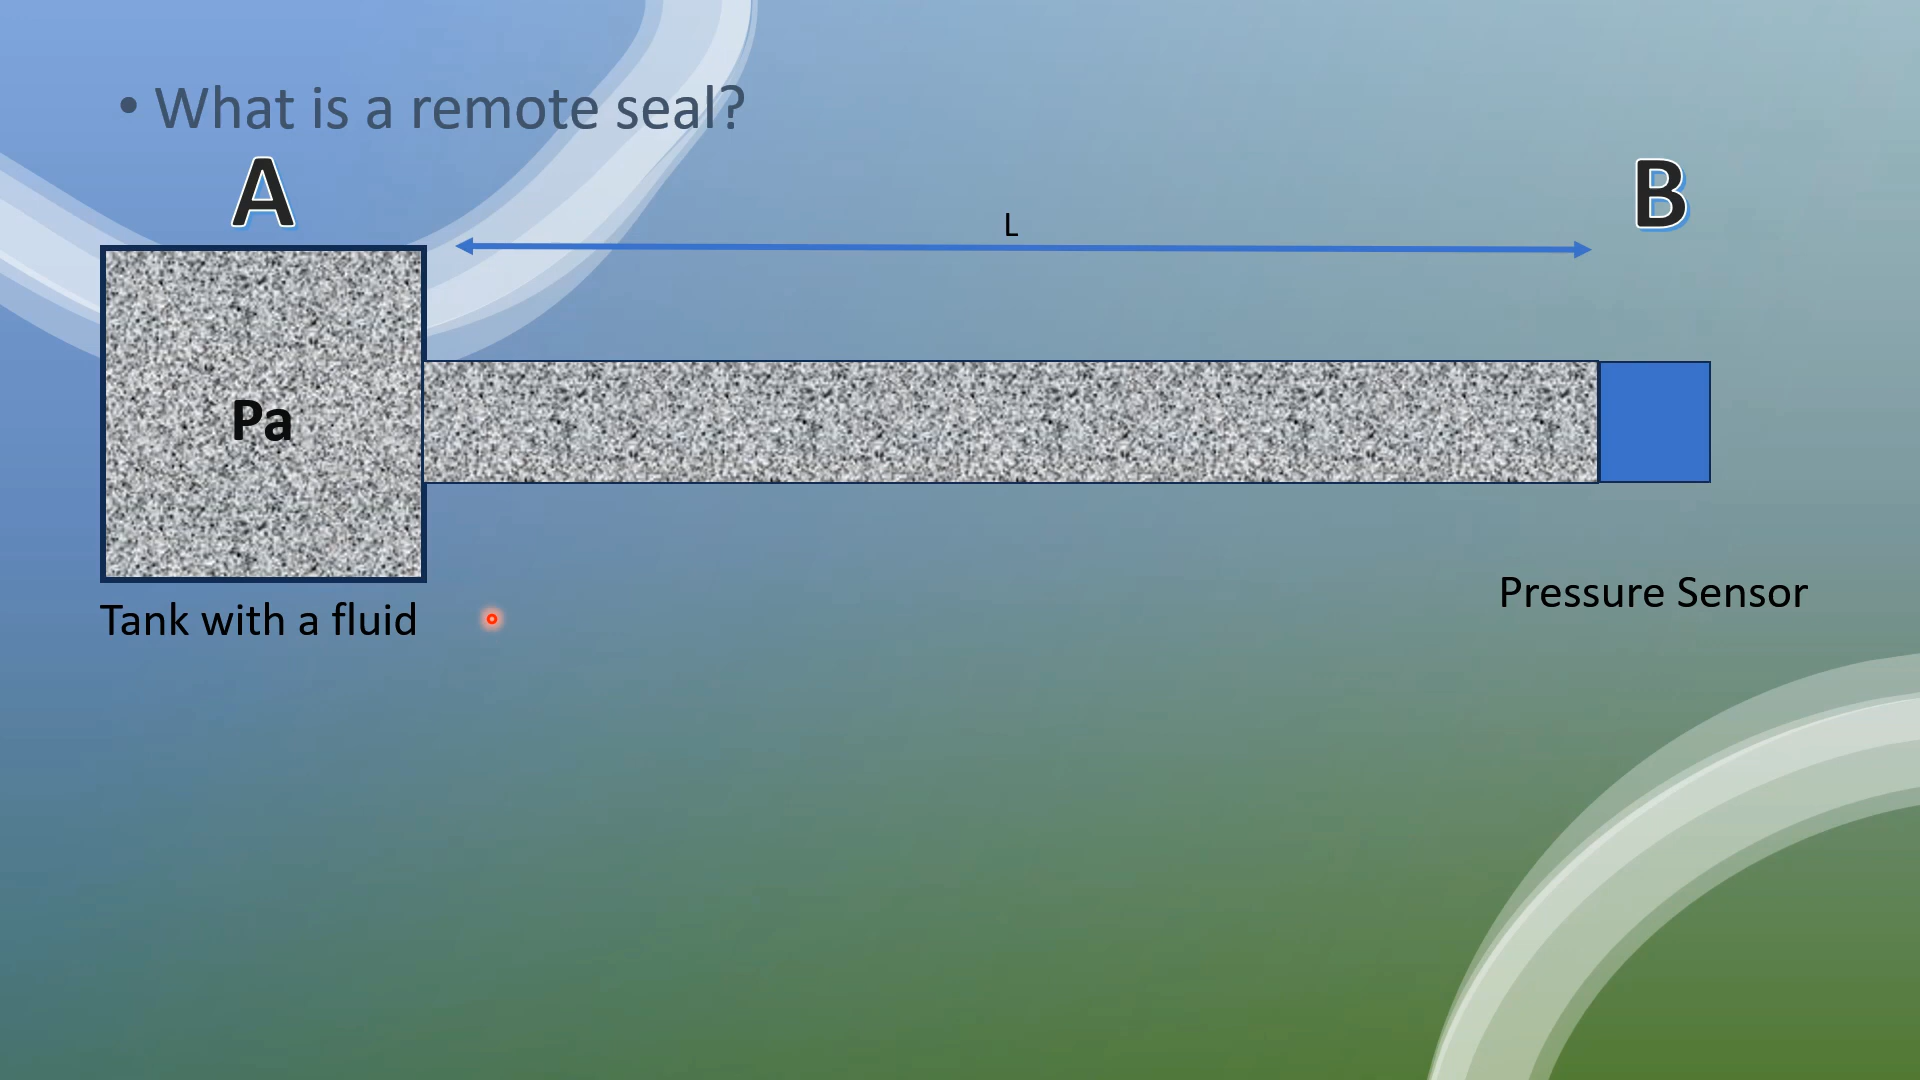 • What is a remote seal?
A
B
L
Pa
Tank with a fluid
Pressure Sensor